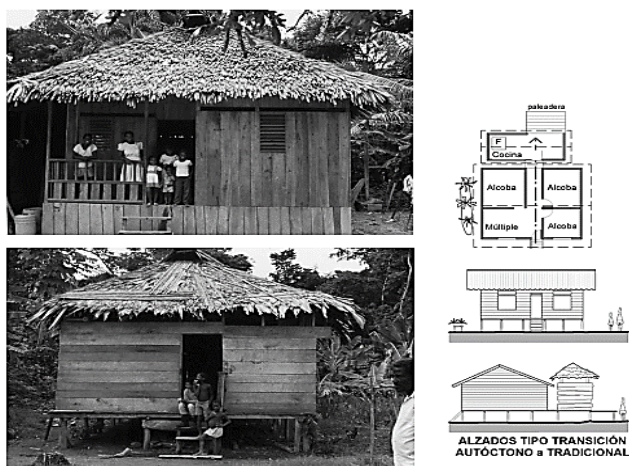 paleadera
F
Cocina
Alcoba Alcoba
Múltiple Alcoba
ALZADOS TIPO TRANSICIÓN
AUTÓCTONO a TRADICIONAL